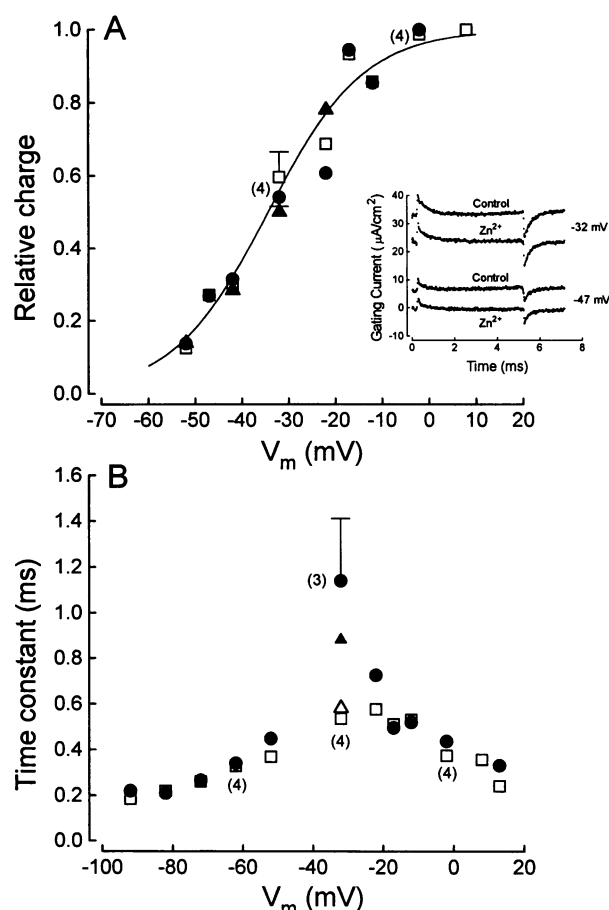 A
Relative charge
1.0
0.8
0.6
0.4
0.2
0.0
(4)
(4)
-70 -60 -50 -40 -30 -20 -10 0 10 20
Vm (mV)
Gating Current ( µA/cm²)
40
30
20
10
0
-10
Control
Zn²⁺
-32 mV
Control
Zn²⁺
-47 mV
0 2 4 6 8
Time (ms)
B
Time constant (ms)
1.6
1.4
1.2
1.0
0.8
0.6
0.4
0.2
0.0
(3)
(4)
(4)
(4)
-100 -80 -60 -40 -20 0 20
Vm (mV)